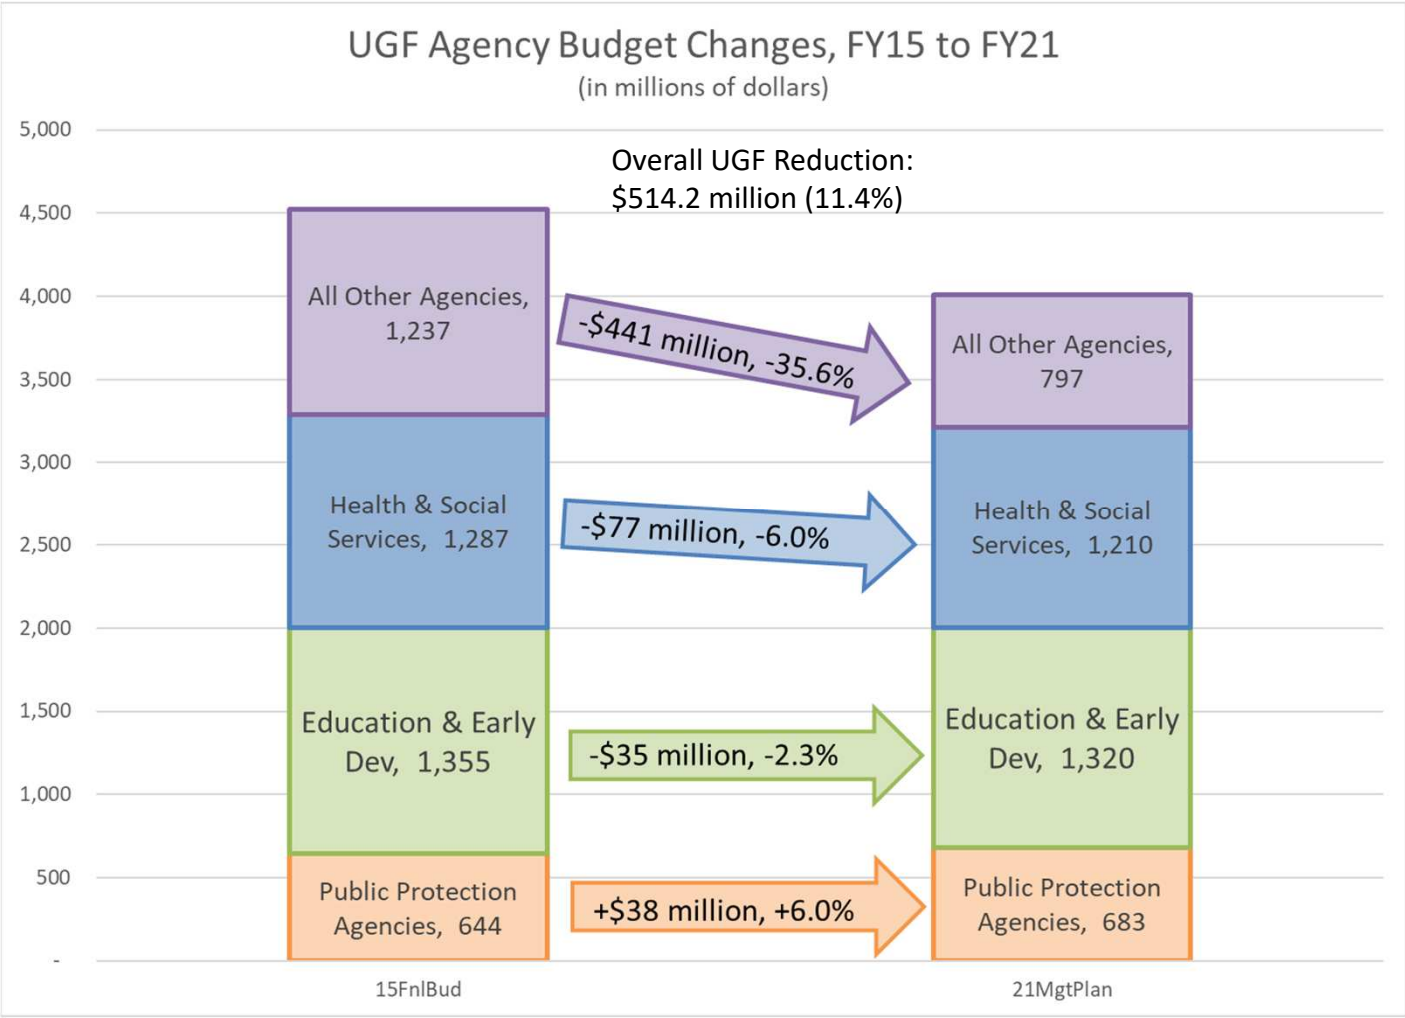 UGF Agency Budget Changes, FY15 to FY21
(in millions of dollars)
5,000
Overall UGF Reduction:
$514.2 million (11.4%)
4,500
4,000
3,500
3,000
2,500
2,000
1,500
1,000
500
-
All Other Agencies,
1,237
-$441 million, -35.6%
All Other Agencies,
797
Health & Social
Services, 1,287
-$77 million, -6.0%
Health & Social
Services, 1,210
Education & Early
Dev, 1,355
-$35 million, -2.3%
Education & Early
Dev, 1,320
Public Protection
Agencies, 644
+$38 million, +6.0%
Public Protection
Agencies, 683
15FnlBud
21MgtPlan